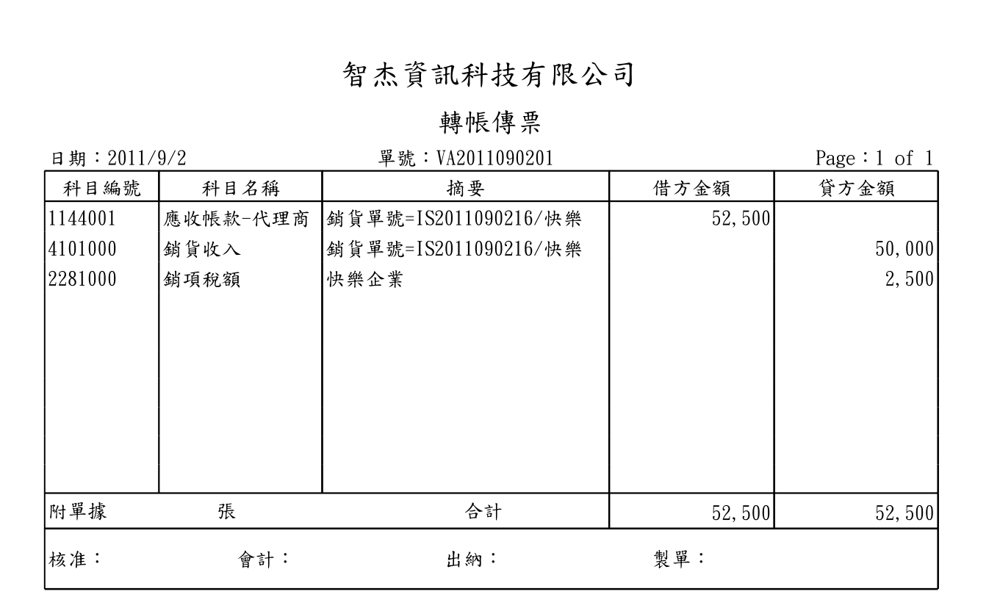 智杰資訊科技有限公司
轉帳傳票
日期：2011/9/2 單號：VA2011090201 Page：1 of 1
科目編號 科目名稱 摘要 借方金額 貸方金額
1144001 應收帳款-代理商 銷貨單號=IS2011090216/快樂 52,500
4101000 銷貨收入 銷貨單號=IS2011090216/快樂 50,000
2281000 銷項稅額 快樂企業 2,500
附單據 張 合計 52,500 52,500
核准： 會計： 出納： 製單：